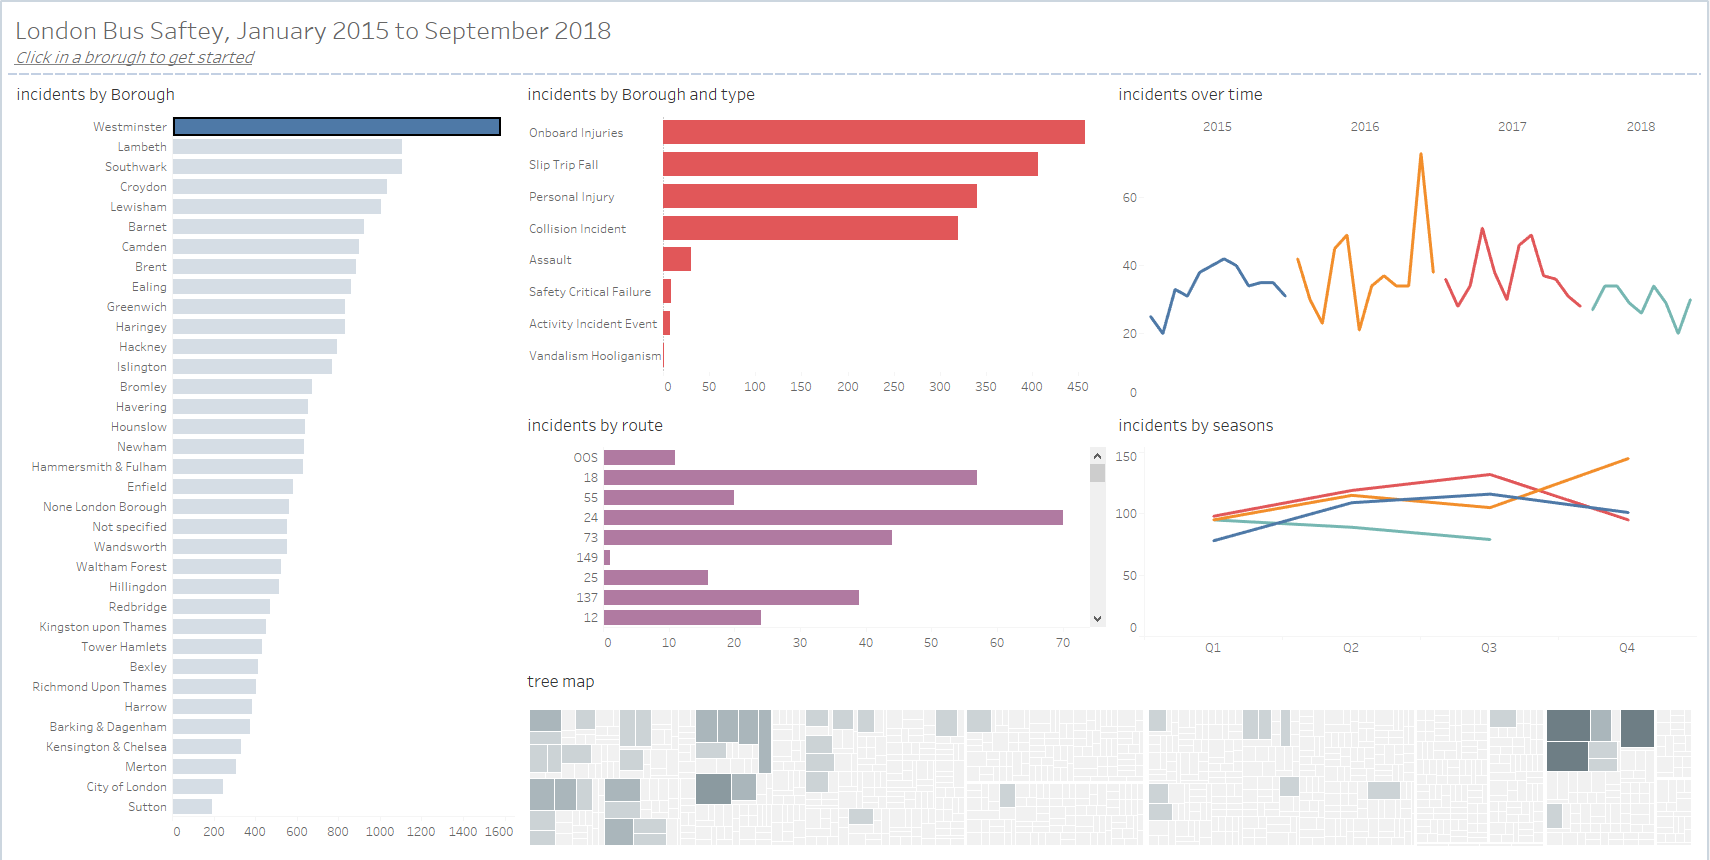 London Bus Saftey, January 2015 to September 2018
Click in a brorugh to get started
incidents by Borough
Westminster
Lambeth
Southwark
Croydon
Lewisham
Barnet
Camden
Brent
Ealing
Greenwich
Haringey
Hackney
Islington
Bromley
Havering
Hounslow
Newham
Hammersmith & Fulham
Enfield
None London Borough
Not specified
Wandsworth
Waltham Forest
Hillingdon
Redbridge
Kingston upon Thames
Tower Hamlets
Bexley
Richmond Upon Thames
Harrow
Barking & Dagenham
Kensington & Chelsea
Merton
City of London
Sutton
0 200 400 600 800 1000 1200 1400 1600
incidents by Borough and type
Onboard Injuries
Slip Trip Fall
Personal Injury
Collision Incident
Assault
Safety Critical Failure
Activity Incident Event
Vandalism Hooliganism
0 50 100 150 200 250 300 350 400 450
incidents by route
OOS
18
55
24
73
149
25
137
12
0 10 20 30 40 50 60 70
incidents over time
2015 2016 2017 2018
60
40
20
0
incidents by seasons
150
100
50
0
Q1 Q2 Q3 Q4
tree map